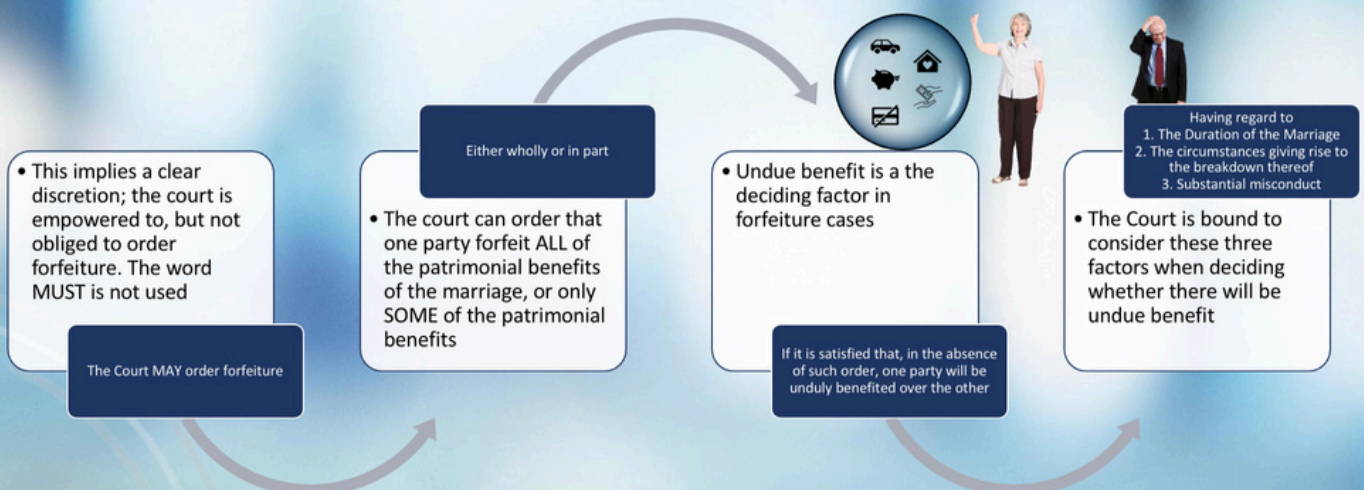 • This implies a clear
discretion; the court is
empowered to, but not
obliged to order
forfeiture. The word
MUST is not used
The Court MAY order forfeiture
Either wholly or in part
• The court can order that
one party forfeit ALL of
the patrimonial benefits
of the marriage, or only
SOME of the patrimonial
benefits
• Undue benefit is a the
deciding factor in
forfeiture cases
If it is satisfied that, in the absence
of such order, one party will be
unduly benefited over the other
Having regard to
1. The Duration of the Marriage
2. The circumstances giving rise to
the breakdown thereof
3. Substantial misconduct
• The Court is bound to
consider these three
factors when deciding
whether there will be
undue benefit